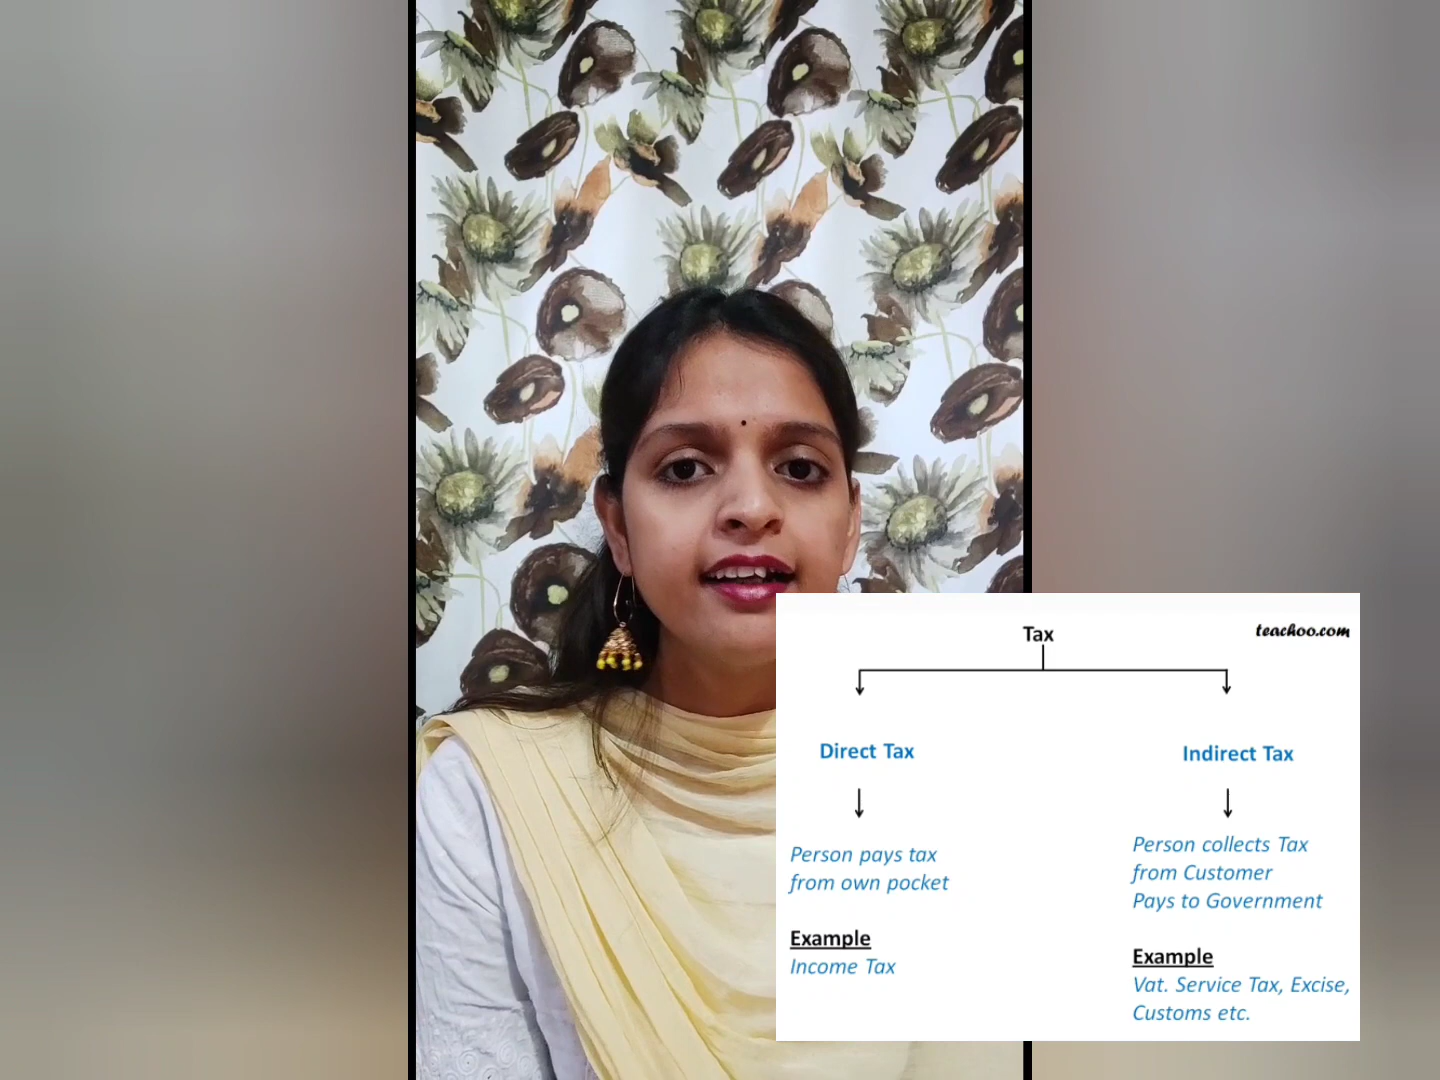 Tax
teachoo.com
Direct Tax
Person pays tax
from own pocket
Example
Income Tax
Indirect Tax
Person collects Tax
from Customer
Pays to Government
Example
Vat. Service Tax, Excise,
Customs etc.